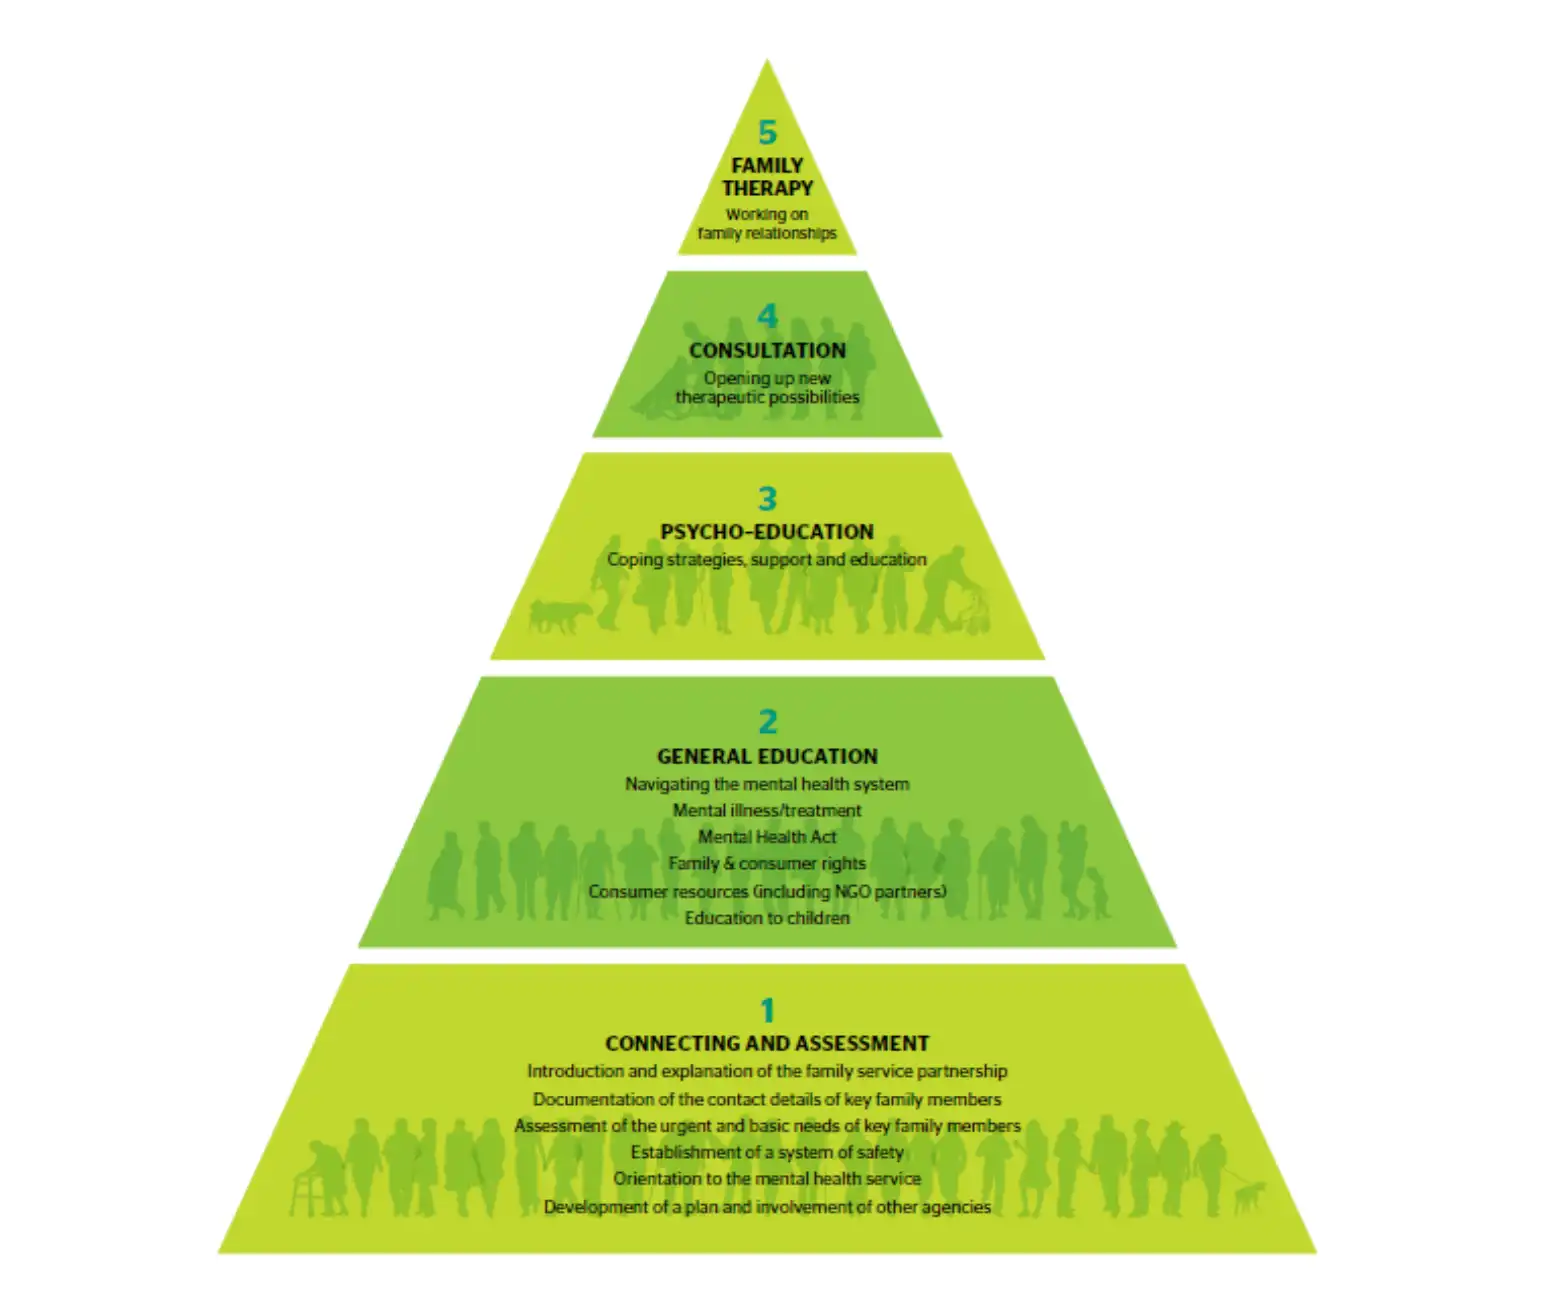 5
FAMILY
THERAPY
Working on
family relationships
4
CONSULTATION
Opening up new
therapeutic possibilities
3
PSYCHO-EDUCATION
Coping strategies, support and education
2
GENERAL EDUCATION
Navigating the mental health system
Mental illness/treatment
Mental Health Act
Family & consumer rights
Consumer resources (including NGO partners)
Education to children
1
CONNECTING AND ASSESSMENT
Introduction and explanation of the family service partnership
Documentation of the contact details of key family members
Assessment of the urgent and basic needs of key family members
Establishment of a system of safety
Orientation to the mental health service
Development of a plan and involvement of other agencies